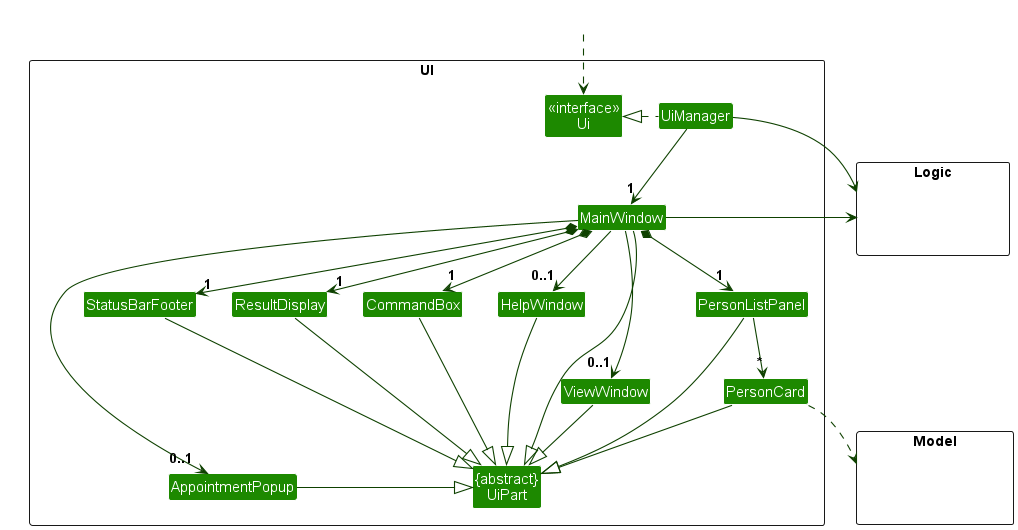 UI
«interface»
Ui
UiManager
Logic
1
MainWindow
1
1
1
0..1
1
StatusBarFooter
ResultDisplay
CommandBox
HelpWindow
PersonListPanel
0..1
*
ViewWindow
PersonCard
Model
0..1
AppointmentPopup
{abstract}
UiPart